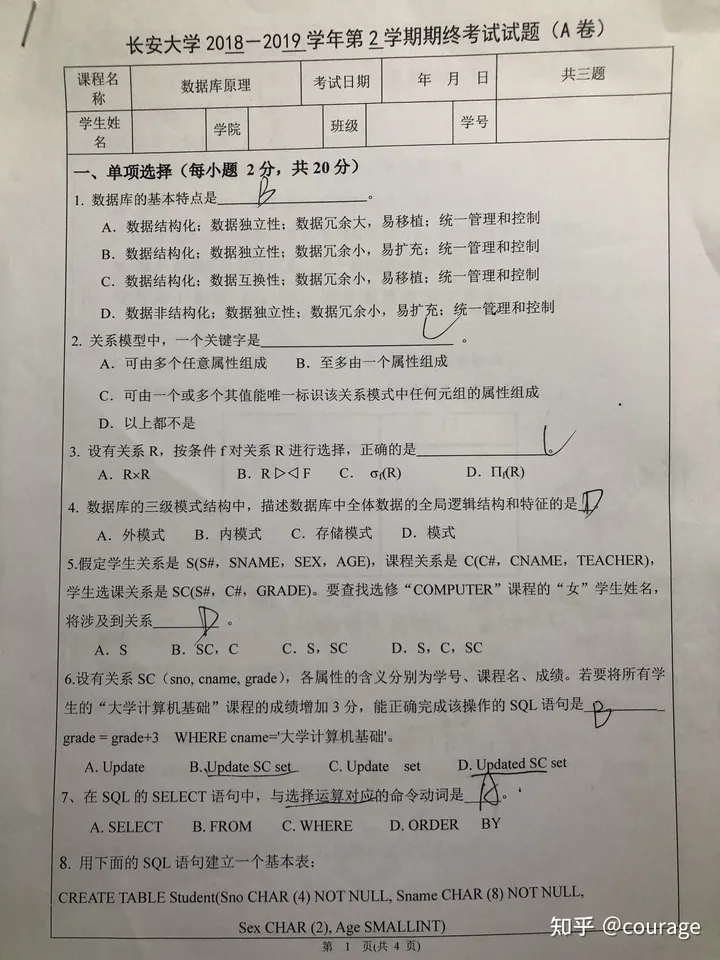 长安大学 2018—2019 学年第 2 学期期终考试试题（A 卷）
课程名称 数据库原理 考试日期 年 月 日 共三题
学生姓名 学院 班级 学号
一、单项选择（每小题 2 分，共 20 分）
1. 数据库的基本特点是 B 。
A．数据结构化；数据独立性；数据冗余大，易移植；统一管理和控制
B．数据结构化；数据独立性；数据冗余小，易扩充；统一管理和控制
C．数据结构化；数据互换性；数据冗余小，易移植；统一管理和控制
D．数据非结构化；数据独立性；数据冗余小，易扩充；统一管理和控制
2. 关系模型中，一个关键字是 C 。
A．可由多个任意属性组成 B．至多由一个属性组成
C．可由一个或多个其值能唯一标识该关系模式中任何元组的属性组成
D．以上都不是
3. 设有关系 R，按条件 f 对关系 R 进行选择，正确的是 。
A．R×R B．R▷◁F C． σf(R) D．Πf(R)
4. 数据库的三级模式结构中，描述数据库中全体数据的全局逻辑结构和特征的是 D
A．外模式 B．内模式 C．存储模式 D．模式
5.假定学生关系是 S(S#，SNAME，SEX，AGE)，课程关系是 C(C#，CNAME，TEACHER)，
学生选课关系是 SC(S#，C#，GRADE)。要查找选修“COMPUTER”课程的“女”学生姓名，
将涉及到关系 D 。
A．S B．SC，C C．S，SC D．S，C，SC
6.设有关系 SC（sno, cname, grade），各属性的含义分别为学号、课程名、成绩。若要将所有学
生的“大学计算机基础”课程的成绩增加 3 分，能正确完成该操作的 SQL 语句是 B
grade = grade+3 WHERE cname='大学计算机基础'。
A. Update B. Update SC set C. Update set D. Updated SC set
7、在 SQL 的 SELECT 语句中，与选择运算对应的命令动词是 A 。
A. SELECT B. FROM C. WHERE D. ORDER BY
8. 用下面的 SQL 语句建立一个基本表：
CREATE TABLE Student(Sno CHAR (4) NOT NULL, Sname CHAR (8) NOT NULL,
Sex CHAR (2), Age SMALLINT)
第 1 页(共 4 页)
知乎 @courage